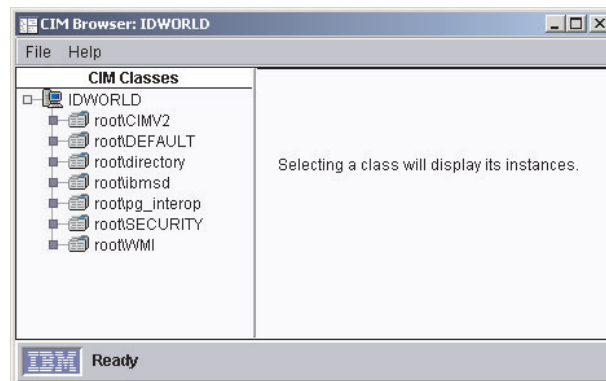 CIM Browser: IDWORLD
File Help
CIM Classes
IDWORLD
root\CIMV2
root\DEFAULT
root\directory
root\ibmsd
root\pg_interop
root\SECURITY
root\WMI
Selecting a class will display its instances.
IBM Ready